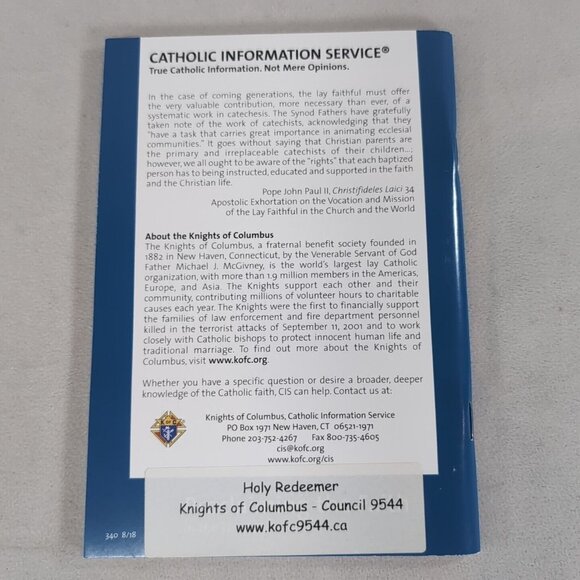 CATHOLIC INFORMATION SERVICE®
True Catholic Information. Not Mere Opinions.
In the case of coming generations, the lay faithful must offer
the very valuable contribution, more necessary than ever, of a
systematic work in catechesis. The Synod Fathers have gratefully
taken note of the work of catechists, acknowledging that they
"have a task that carries great importance in animating ecclesial
communities." It goes without saying that Christian parents are
the primary and irreplaceable catechists of their children...;
however, we all ought to be aware of the "rights" that each baptized
person has to being instructed, educated and supported in the faith
and the Christian life.
Pope John Paul II, Christifideles Laici 34
Apostolic Exhortation on the Vocation and Mission
of the Lay Faithful in the Church and the World
About the Knights of Columbus
The Knights of Columbus, a fraternal benefit society founded in
1882 in New Haven, Connecticut, by the Venerable Servant of God
Father Michael J. McGivney, is the world's largest lay Catholic
organization, with more than 1.9 million members in the Americas,
Europe, and Asia. The Knights support each other and their
community, contributing millions of volunteer hours to charitable
causes each year. The Knights were the first to financially support
the families of law enforcement and fire department personnel
killed in the terrorist attacks of September 11, 2001 and to work
closely with Catholic bishops to protect innocent human life and
traditional marriage. To find out more about the Knights of
Columbus, visit www.kofc.org.
Whether you have a specific question or desire a broader, deeper
knowledge of the Catholic faith, CIS can help. Contact us at:
Knights of Columbus, Catholic Information Service
PO Box 1971 New Haven, CT 06521-1971
Phone 203-752-4267 Fax 800-735-4605
cis@kofc.org
www.kofc.org/cis
Holy Redeemer
Knights of Columbus - Council 9544
www.kofc9544.ca
340 8/18